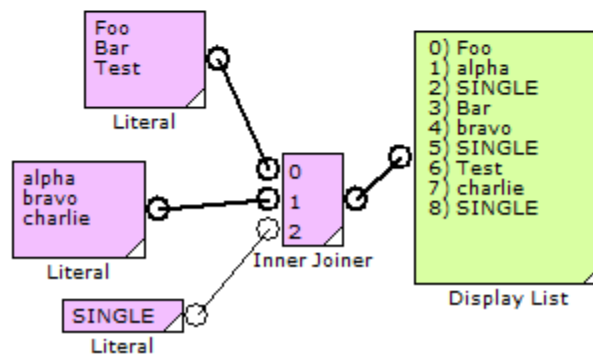 Foo
Bar
Test
Literal
alpha
bravo
charlie
Literal
SINGLE
Literal
0
1
2
Inner Joiner
0) Foo
1) alpha
2) SINGLE
3) Bar
4) bravo
5) SINGLE
6) Test
7) charlie
8) SINGLE
Display List